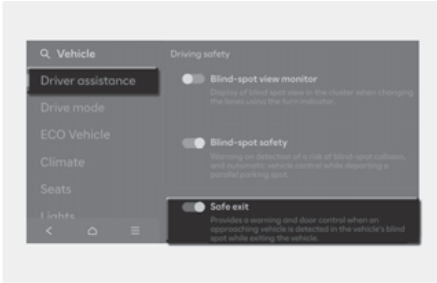 Vehicle
Driving safety
Driver assistance
Blind-spot view monitor
Display of blind spot view in the cluster when changing
the lanes using the turn indicator.
Drive mode
ECO Vehicle
Blind-spot safety
Warning on detection of a risk of blind-spot collision,
and automatic vehicle control while departing a
parallel parking spot.
Climate
Seats
Safe exit
Provides a warning and door control when an
approaching vehicle is detected in the vehicle's blind
spot while exiting the vehicle.
Lights